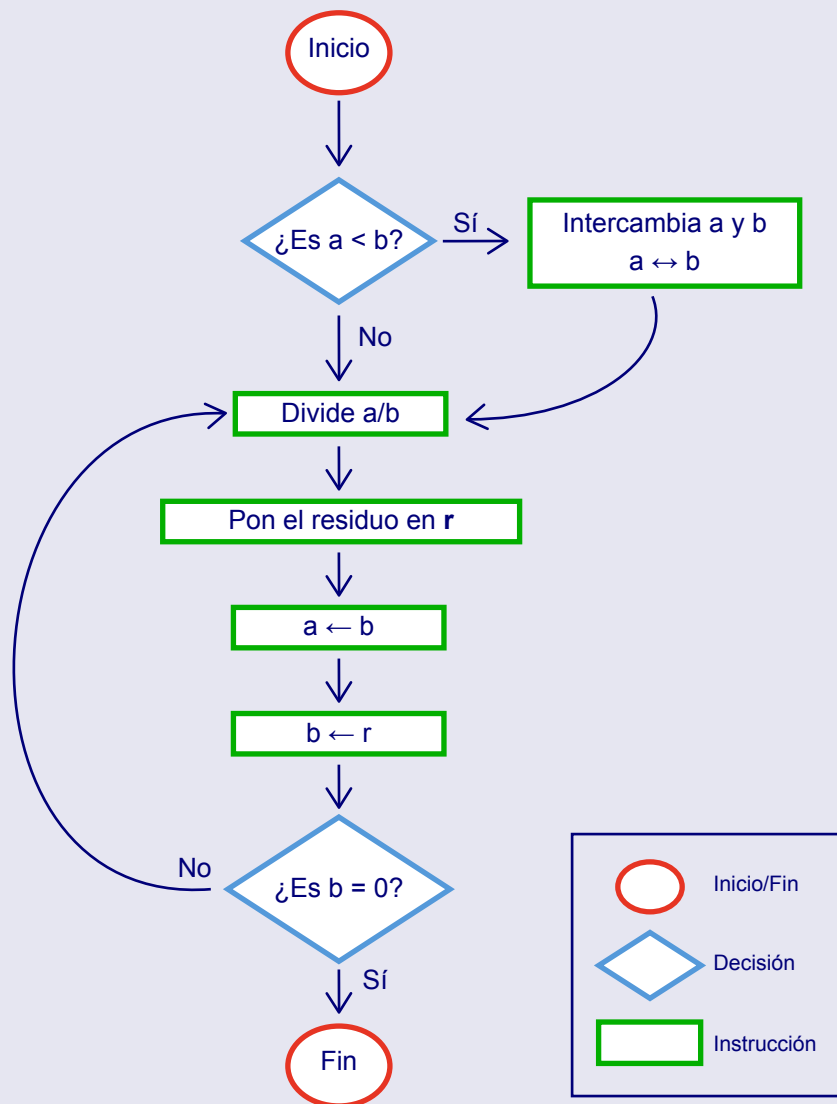 Inicio
¿Es a < b?
Sí
Intercambia a y b
a ↔ b
No
Divide a/b
Pon el residuo en r
a ← b
b ← r
No
¿Es b = 0?
Sí
Fin
Inicio/Fin
Decisión
Instrucción